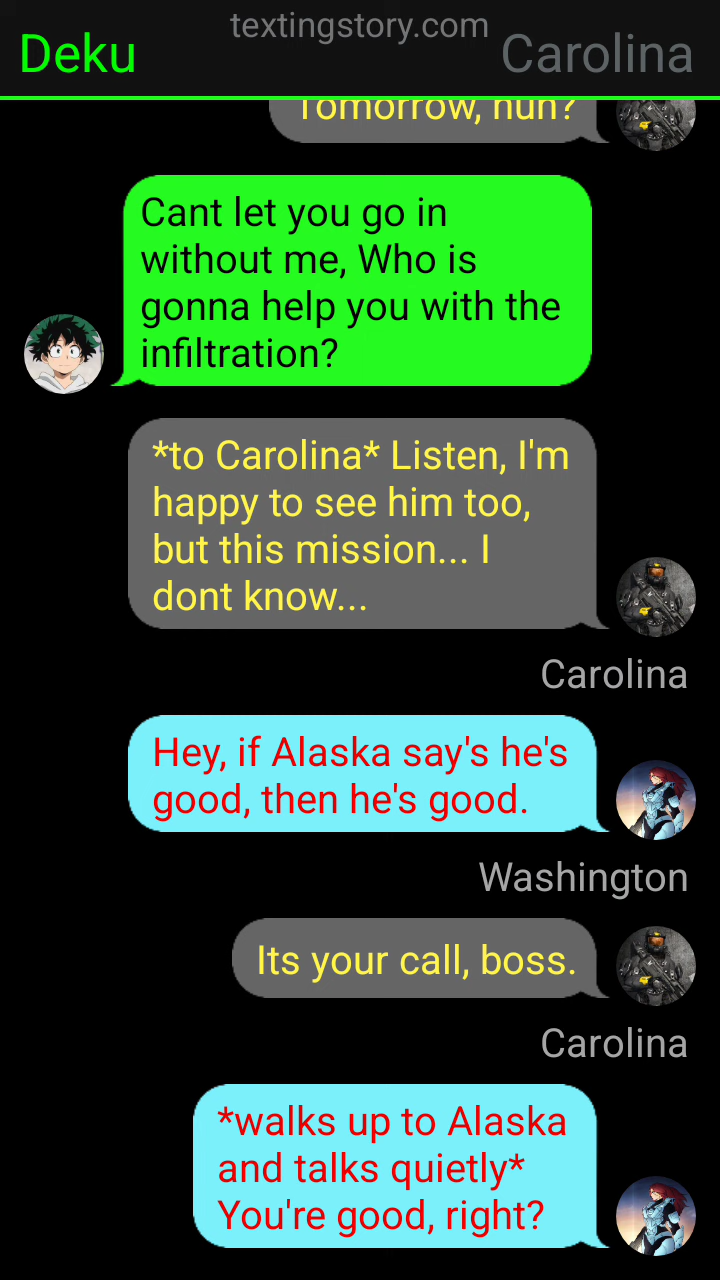 textingstory.com
Deku
Carolina
Tomorrow, huh?
Cant let you go in
without me, Who is
gonna help you with the
infiltration?
*to Carolina* Listen, I'm
happy to see him too,
but this mission... I
dont know...
Carolina
Hey, if Alaska say's he's
good, then he's good.
Washington
Its your call, boss.
Carolina
*walks up to Alaska
and talks quietly*
You're good, right?